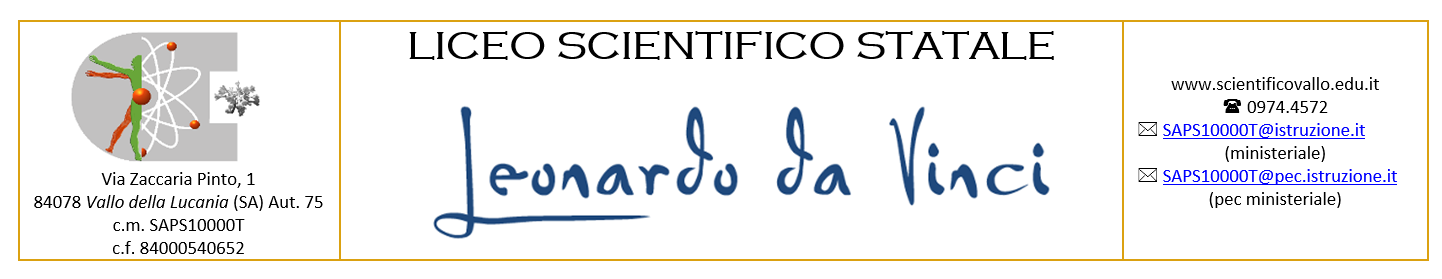 Via Zaccaria Pinto, 1
84078 Vallo della Lucania (SA) Aut. 75
c.m. SAPS10000T
c.f. 84000540652
LICEO SCIENTIFICO STATALE
Leonardo da Vinci
www.scientificovallo.edu.it
☎ 0974.4572
✉ SAPS10000T@istruzione.it
(ministeriale)
✉ SAPS10000T@pec.istruzione.it
(pec ministeriale)